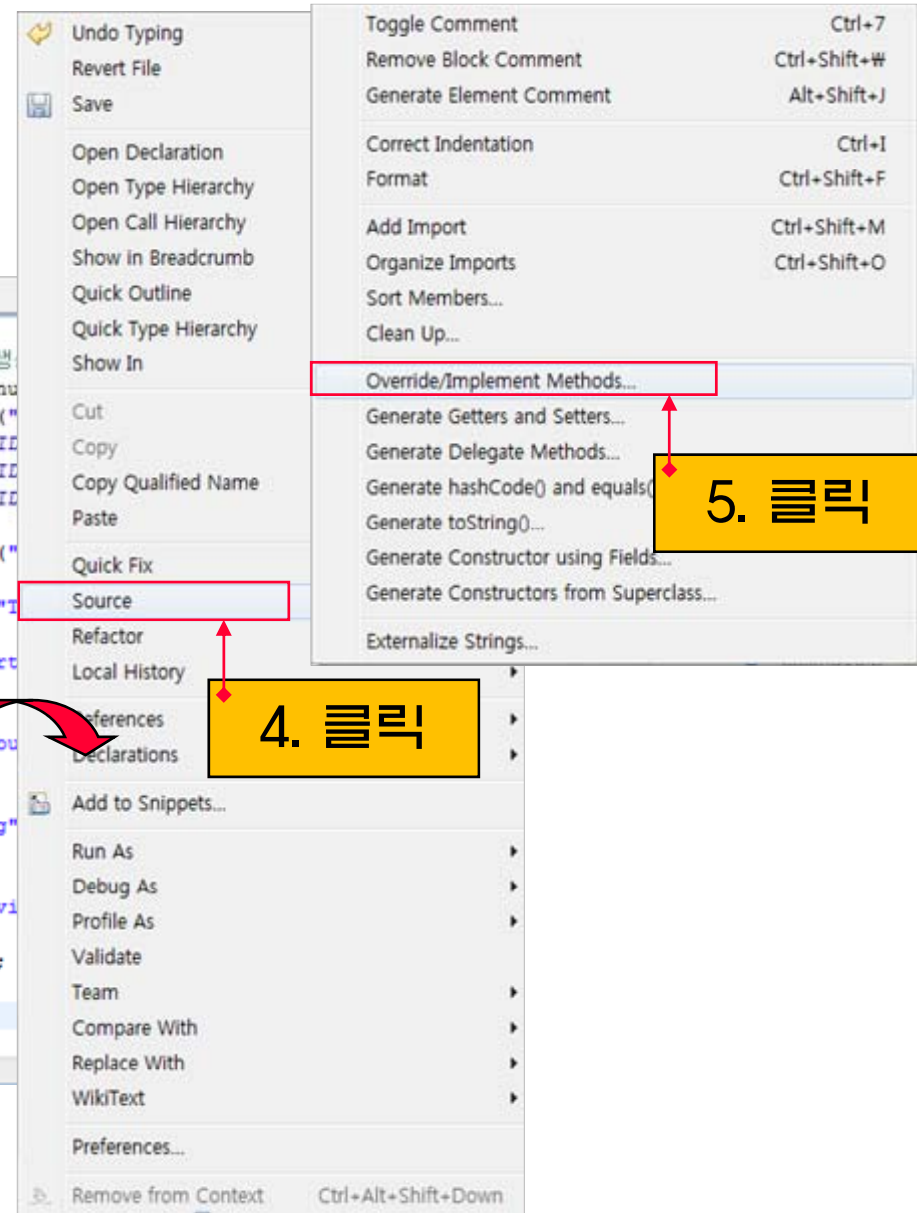 Undo Typing
Revert File
Save
Open Declaration
Open Type Hierarchy
Open Call Hierarchy
Show in Breadcrumb
Quick Outline
Quick Type Hierarchy
Show In
Cut
Copy
Copy Qualified Name
Paste
Quick Fix
Source
Refactor
Local History
References
Declarations
Add to Snippets...
Run As
Debug As
Profile As
Validate
Team
Compare With
Replace With
WikiText
Preferences...
Remove from Context Ctrl+Alt+Shift+Down
Toggle Comment Ctrl+7
Remove Block Comment Ctrl+Shift+₩
Generate Element Comment Alt+Shift+J
Correct Indentation Ctrl+I
Format Ctrl+Shift+F
Add Import Ctrl+Shift+M
Organize Imports Ctrl+Shift+O
Sort Members...
Clean Up...
Override/Implement Methods...
Generate Getters and Setters...
Generate Delegate Methods...
Generate hashCode() and equals(
Generate toString()...
Generate Constructor using Fields...
Generate Constructors from Superclass...
Externalize Strings...
4. 클릭
5. 클릭